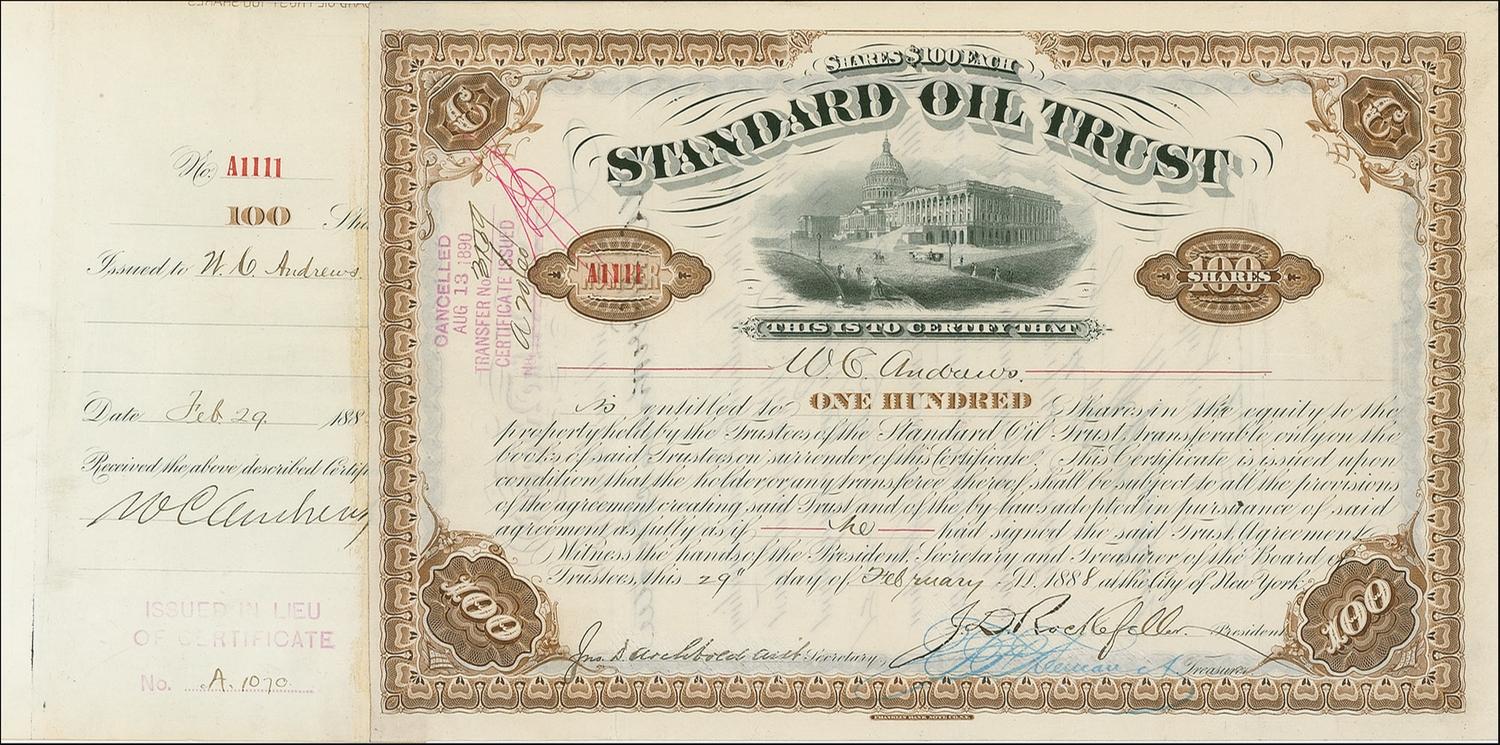 No. A1111
100 Sha
Issued to W. C. Andrews.
Date Feb. 29. 188
Received the above described Certif
W C Andrews
ISSUED IN LIEU
OF CERTIFICATE
No. A. 1070
SHARES $100 EACH
STANDARD OIL TRUST
CANCELLED
AUG 13 1890
TRANSFER No.
CERTIFICATE ISSUED
No.
NUMBER
A1111
100
SHARES
THIS IS TO CERTIFY THAT
W. C. Andrews.
is entitled to ONE HUNDRED Shares in the equity to the
property held by the Trustees of the Standard Oil Trust, transferable only on the
books of said Trustees on surrender of this Certificate. This Certificate is issued upon
condition that the holder or any transferee thereof shall be subject to all the provisions
of the agreement creating said Trust and of the by-laws adopted in pursuance of said
agreement as fully as if he had signed the said Trust Agreement.
Witness the hands of the President, Secretary and Treasurer of the Board of
Trustees, this 29" day of February A.D. 1888 at the City of New York.
100
100
J. D. Rockefeller President
Jno. D. Archbold asst. Secretary
Treasurer
FRANKLIN BANK NOTE CO. N.Y.